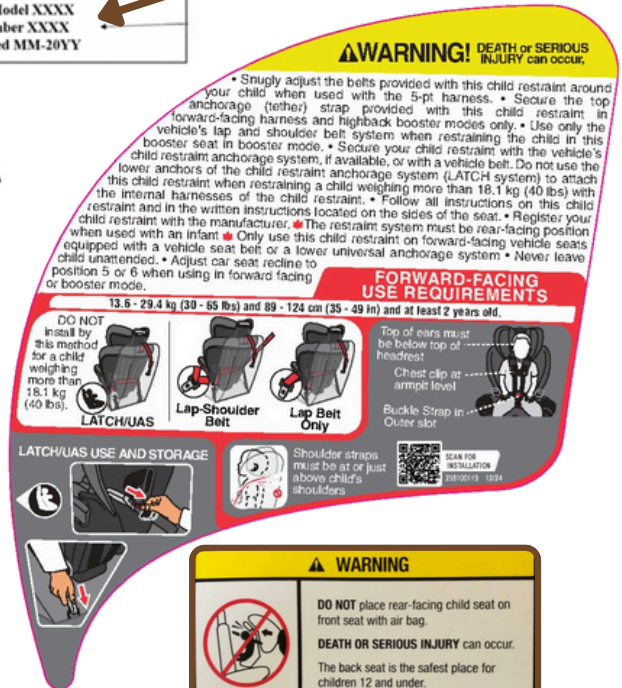 Model XXXX
mber XXXX
ed MM-20YY
WARNING! DEATH or SERIOUS
INJURY can occur,
• Snugly adjust the belts provided with this child restraint around
your child when used with the 5-pt harness. • Secure the top
anchorage (tether) strap provided with this child restraint in
forward-facing harness and highback booster modes only. • Use only the
vehicle's lap and shoulder belt system when restraining the child in this
booster seat in booster mode. • Secure your child restraint with the vehicle's
child restraint anchorage system, if available, or with a vehicle belt. Do not use the
lower anchors of the child restraint anchorage system (LATCH system) to attach
this child restraint when restraining a child weighing more than 18.1 kg (40 lbs) with
the internal harnesses of the child restraint. • Follow all instructions on this child
restraint and in the written instructions located on the sides of the seat. • Register your
child restraint with the manufacturer. The restraint system must be rear-facing position
when used with an infant Only use this child restraint on forward-facing vehicle seats
equipped with a vehicle seat belt or a lower universal anchorage system • Never leave
child unattended. • Adjust car seat recline to
position 5 or 6 when using in forward facing
or booster mode.
FORWARD-FACING
USE REQUIREMENTS
13.6 - 29.4 kg (30 - 65 lbs) and 89 - 124 cm (35 - 49 in) and at least 2 years old.
DO NOT
install by
this method
for a child
weighing
more than
18.1 kg
(40 lbs).
LATCH/UAS
Lap-Shoulder
Belt
Lap Belt
Only
Top of ears must
be below top of
headrest
Chest clip at
armpit level
Buckle Strap in
Outer slot
LATCH/UAS USE AND STORAGE
Shoulder straps
must be at or just
above child's
shoulders
SCAN FOR
INSTALLATION
258100119 12/24
WARNING
DO NOT place rear-facing child seat on
front seat with air bag.
DEATH OR SERIOUS INJURY can occur.
The back seat is the safest place for
children 12 and under.